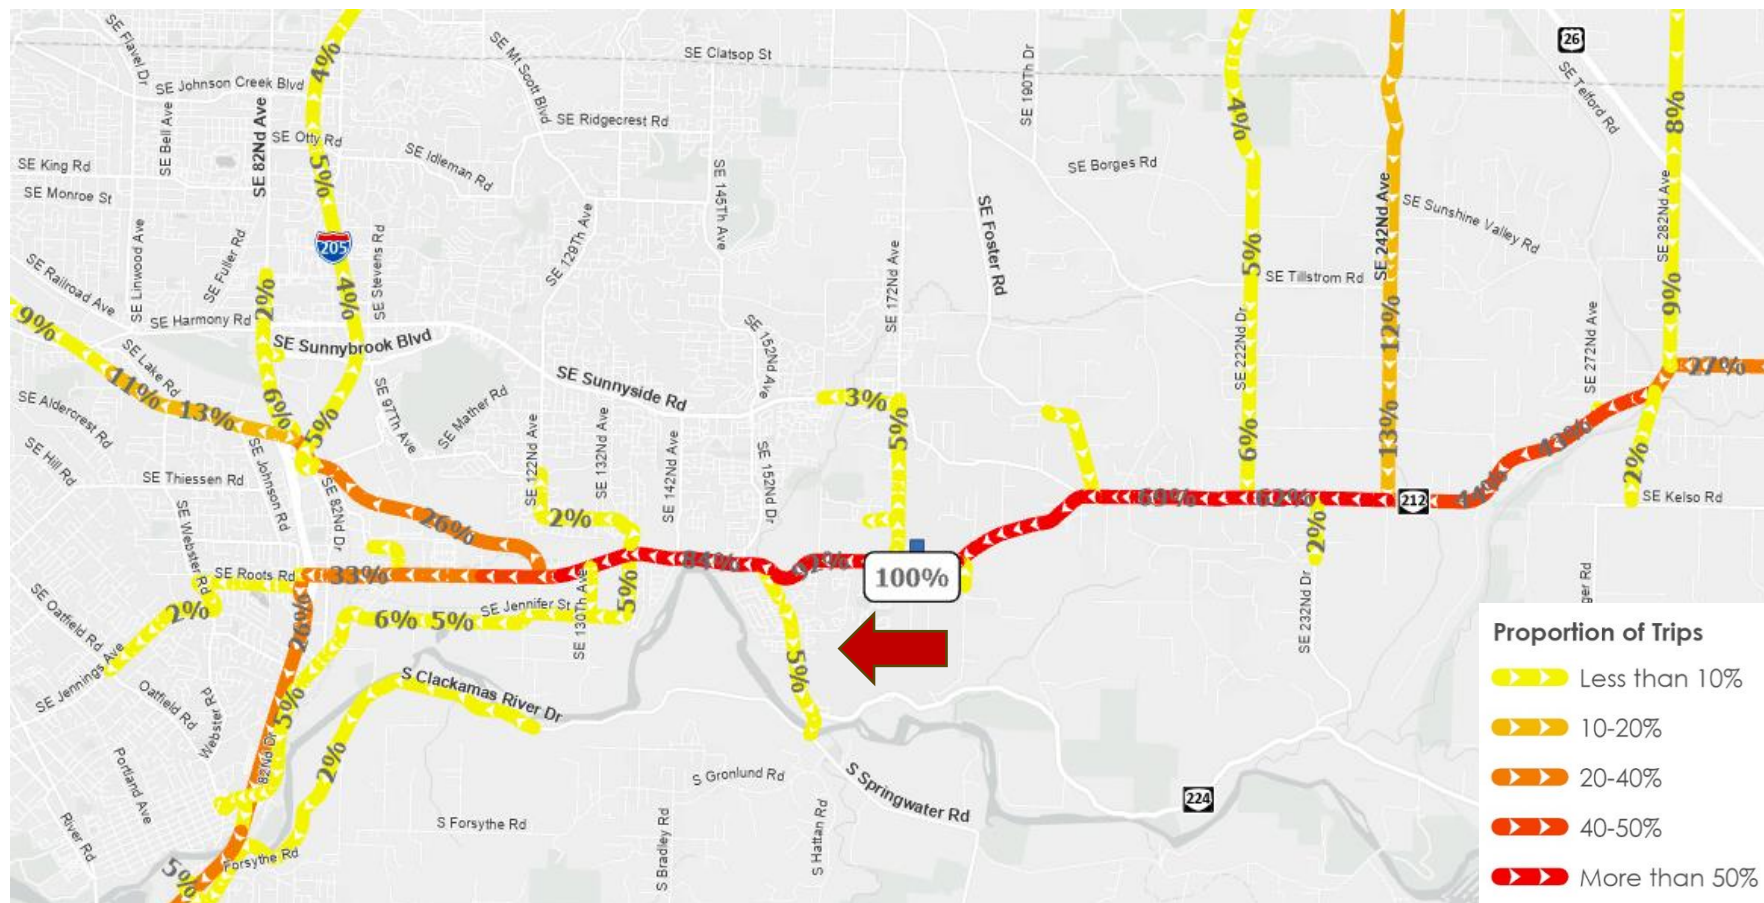 SE Flavel Dr
SE Johnson Creek Blvd
SE Bell Ave
SE 82Nd Ave
SE Otty Rd
SE King Rd
SE Monroe St
SE Linwood Ave
SE Fuller Rd
SE Railroad Ave
SE Harmony Rd
SE Stevens Rd
SE Idleman Rd
SE Mt Scott Blvd
SE Ridgecrest Rd
SE Clatsop St
SE 129Th Ave
SE 145Th Ave
SE 190Th Dr
SE Foster Rd
SE Borges Rd
SE 172Nd Ave
SE 222Nd Dr
SE Tillstrom Rd
SE 242Nd Ave
SE Sunshine Valley Rd
26
SE Telford Rd
SE 282Nd Ave
SE 272Nd Ave
205
4%
5%
4%
5%
2%
6%
9%
11%
13%
SE Sunnybrook Blvd
SE Lake Rd
SE Aldercrest Rd
SE Hill Rd
SE Thiessen Rd
SE Johnson Rd
SE 82Nd Dr
SE 97Th Ave
SE Mather Rd
SE Sunnyside Rd
SE 152Nd Ave
SE 122Nd Ave
SE 132Nd Ave
SE 142Nd Ave
SE 152Nd Dr
3%
5%
4%
5%
6%
12%
13%
8%
9%
27%
2%
SE Kelso Rd
212
44%
43%
62%
2%
SE 232Nd Dr
ger Rd
SE Webster Rd
SE Roots Rd
33%
26%
2%
84%
100%
SE Oatfield Rd
2%
SE Jennings Ave
Oatfield Rd
Webster Rd
26%
6%
5%
SE Jennifer St
SE 130Th Ave
5%
5%
5%
82Nd Dr
2%
S Clackamas River Dr
Portland Ave
River Rd
5%
Forsythe Rd
S Forsythe Rd
S Bradley Rd
S Gronlund Rd
S Hattan Rd
S Springwater Rd
224
Proportion of Trips
Less than 10%
10-20%
20-40%
40-50%
More than 50%